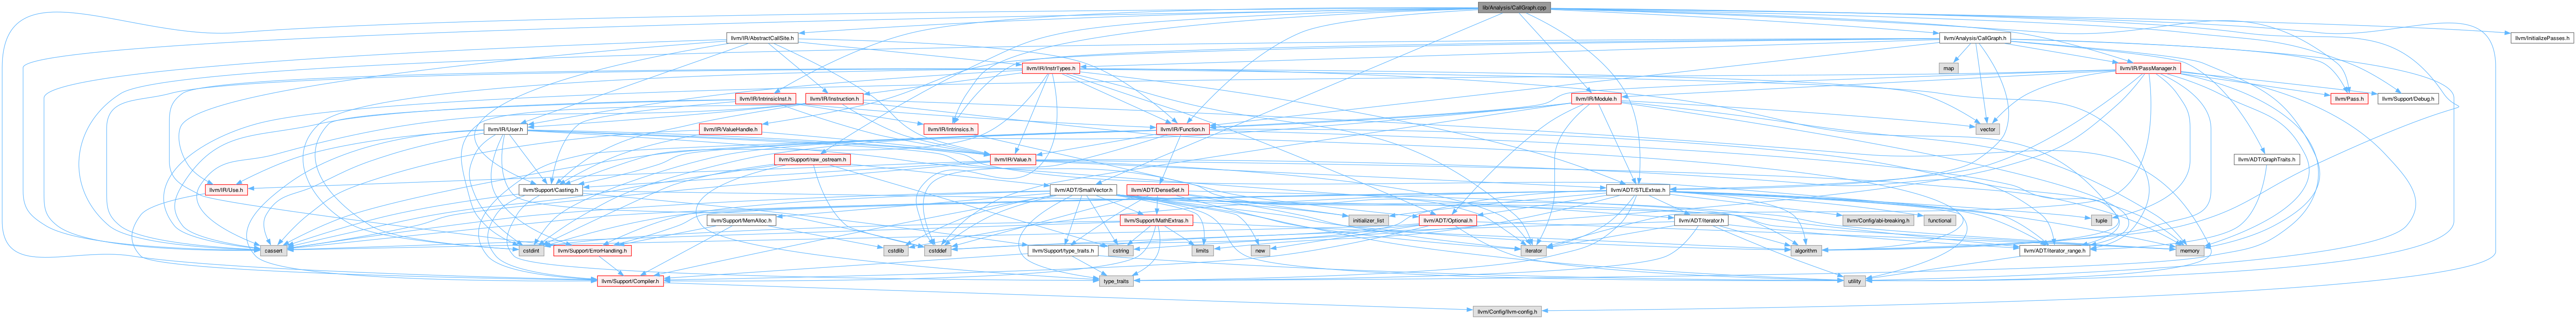 lib/Analysis/CallGraph.cpp
llvm/IR/AbstractCallSite.h
llvm/Analysis/CallGraph.h
llvm/InitializePasses.h
llvm/IR/InstrTypes.h
map
llvm/IR/PassManager.h
llvm/IR/IntrinsicInst.h
llvm/IR/Instruction.h
llvm/IR/Module.h
llvm/Pass.h
llvm/Support/Debug.h
llvm/IR/User.h
llvm/IR/ValueHandle.h
llvm/IR/Intrinsics.h
llvm/IR/Function.h
vector
llvm/Support/raw_ostream.h
llvm/IR/Value.h
llvm/ADT/GraphTraits.h
llvm/IR/Use.h
llvm/Support/Casting.h
llvm/ADT/SmallVector.h
llvm/ADT/DenseSet.h
llvm/ADT/STLExtras.h
llvm/Support/MemAlloc.h
llvm/Support/MathExtras.h
initializer_list
llvm/ADT/Optional.h
llvm/ADT/iterator.h
llvm/Config/abi-breaking.h
functional
tuple
cassert
cstdint
llvm/Support/ErrorHandling.h
cstdlib
cstddef
llvm/Support/type_traits.h
cstring
limits
new
iterator
algorithm
llvm/ADT/iterator_range.h
memory
llvm/Support/Compiler.h
type_traits
utility
llvm/Config/llvm-config.h